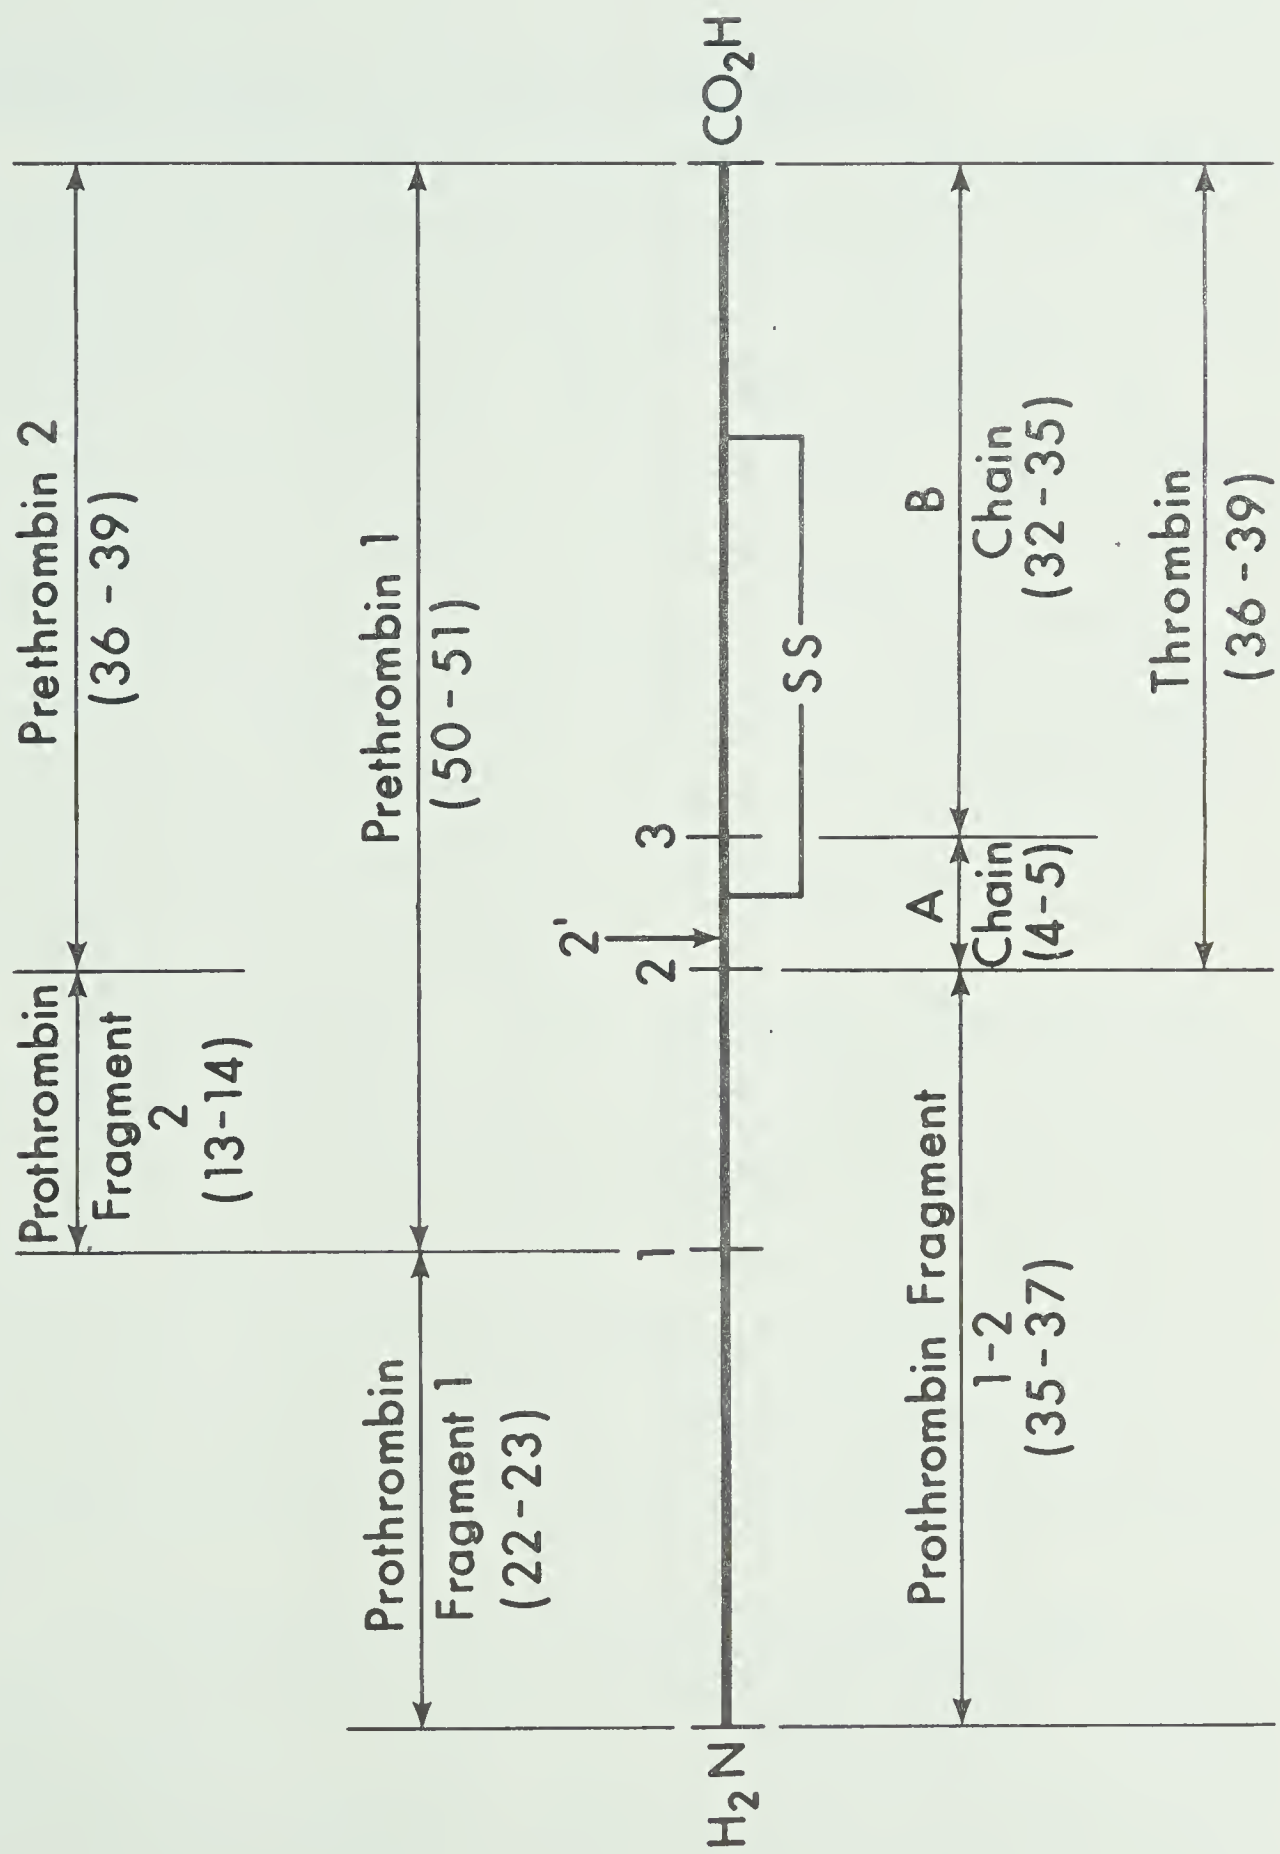 Prothrombin
Fragment
2
(13-14)
Prethrombin 2
(36-39)
Prothrombin
Fragment 1
(22-23)
Prethrombin 1
(50-51)
H₂N
1
2
2'
3
CO₂H
SS
Prothrombin Fragment
1-2
(35-37)
A
Chain
(4-5)
B
Chain
(32-35)
Thrombin
(36-39)